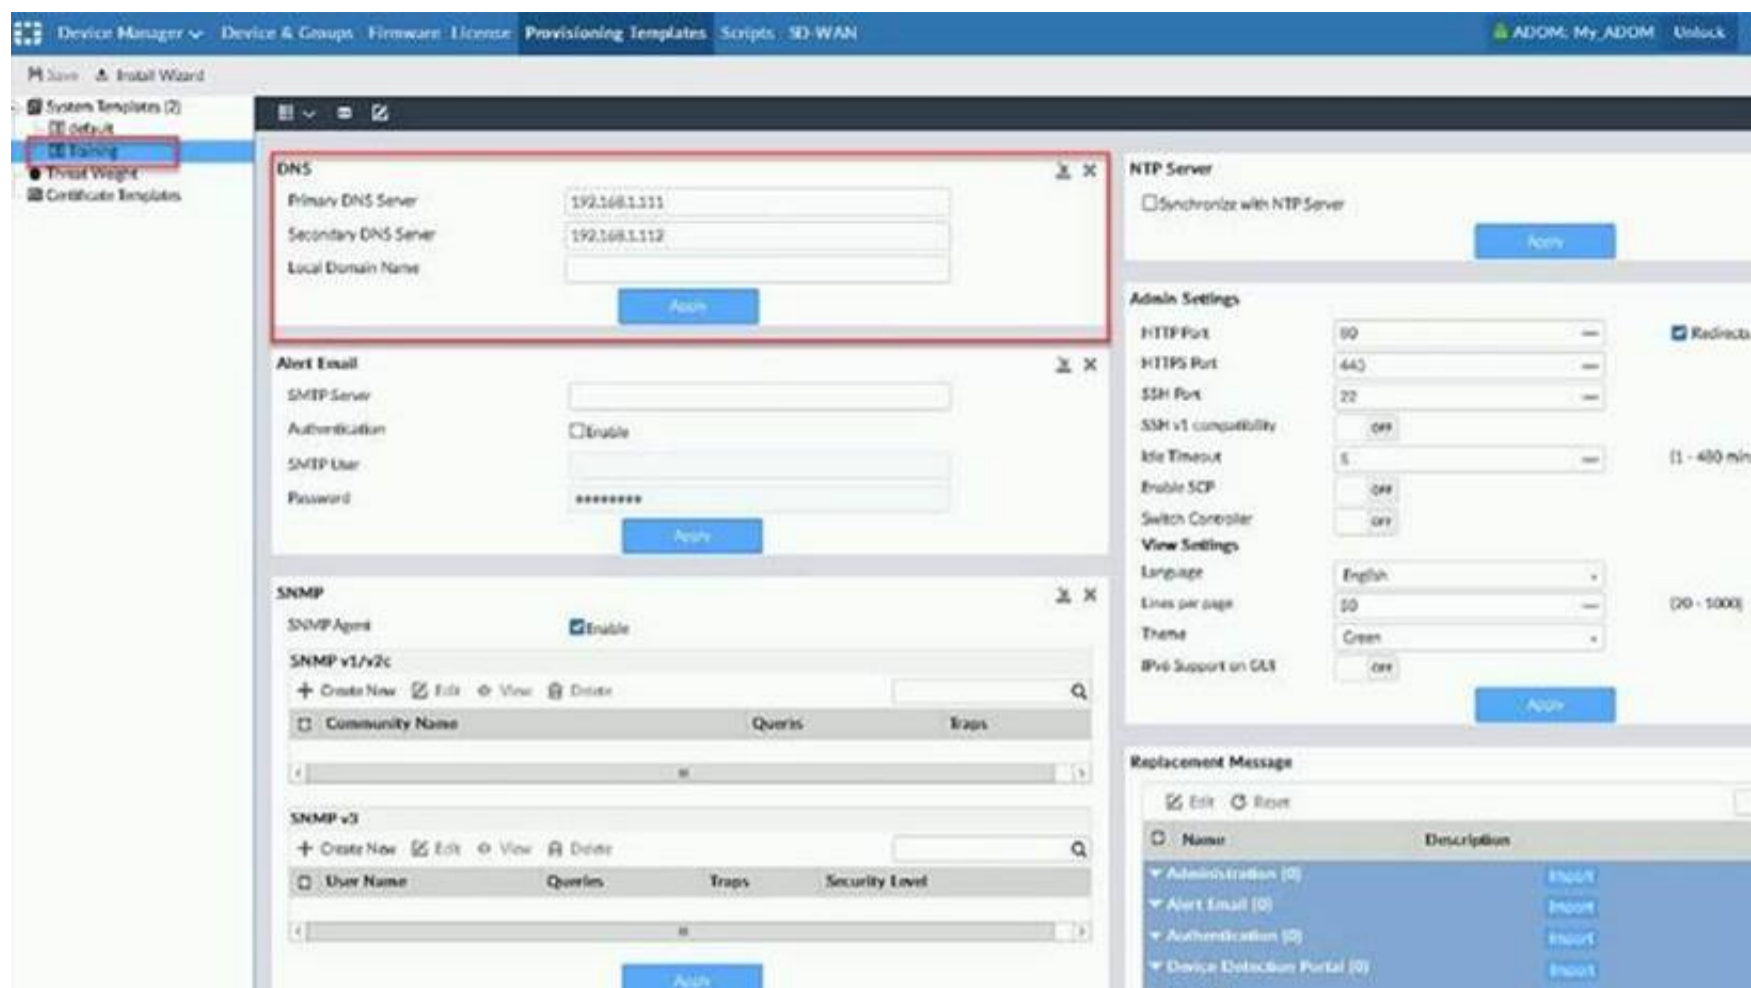 Device Manager Device & Groups Firmware License Provisioning Templates Scripts SD-WAN ADOM: My_ADOM Unlock
Save Install Wizard
System Templates (2)
default
Training
Threat Weight
Certificate Templates
DNS
Primary DNS Server 192.168.1.111
Secondary DNS Server 192.168.1.112
Local Domain Name
Apply
Alert Email
SMTP Server
Authentication Enable
SMTP User
Password ********
Apply
SNMP
SNMP Agent Enable
SNMP v1/v2c
Create New Edit View Delete
Community Name Queries Traps
SNMP v3
Create New Edit View Delete
User Name Queries Traps Security Level
Apply
NTP Server
Synchronize with NTP Server
Apply
Admin Settings
HTTP Port 80 Redirect
HTTPS Port 443
SSH Port 22
SSH v1 compatibility OFF
Idle Timeout 5 (1 - 480 min
Enable SCP OFF
Switch Controller OFF
View Settings
Language English
Lines per page 50 (20 - 1000)
Theme Green
IPv6 Support on GUI OFF
Apply
Replacement Message
Edit Reset
Name Description
Administration (0) Import
Alert Email (0) Import
Authentication (0) Import
Device Detection Portal (0) Import